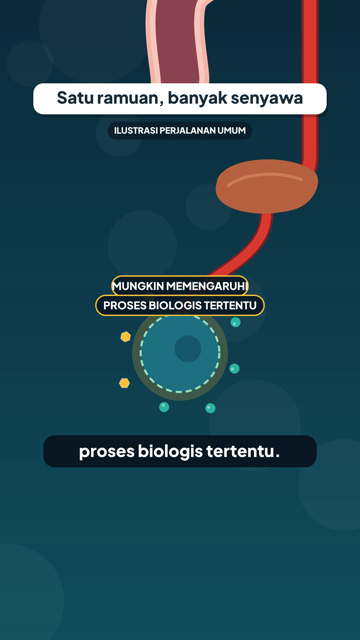 Satu ramuan, banyak senyawa
ILUSTRASI PERJALANAN UMUM
MUNGKIN MEMENGARUHI
PROSES BIOLOGIS TERTENTU
proses biologis tertentu.